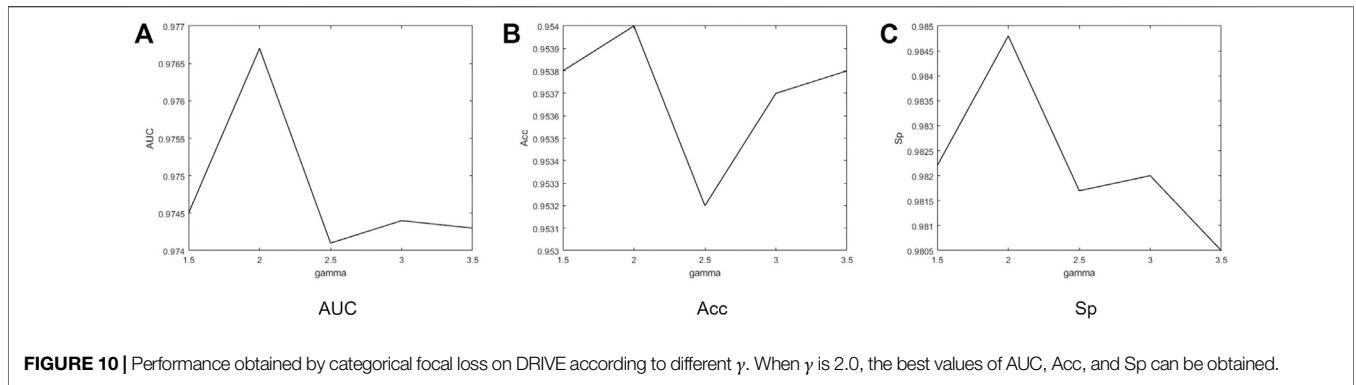 A
0.977
0.9765
0.976
0.9755
0.975
0.9745
0.974
AUC
1.5 2 2.5 3 3.5
gamma
AUC
B
0.954
0.9539
0.9538
0.9537
0.9536
0.9535
0.9534
0.9533
0.9532
0.9531
0.953
Acc
1.5 2 2.5 3 3.5
gamma
Acc
C
0.985
0.9845
0.984
0.9835
0.983
0.9825
0.982
0.9815
0.981
0.9805
Sp
1.5 2 2.5 3 3.5
gamma
Sp
FIGURE 10 | Performance obtained by categorical focal loss on DRIVE according to different γ. When γ is 2.0, the best values of AUC, Acc, and Sp can be obtained.